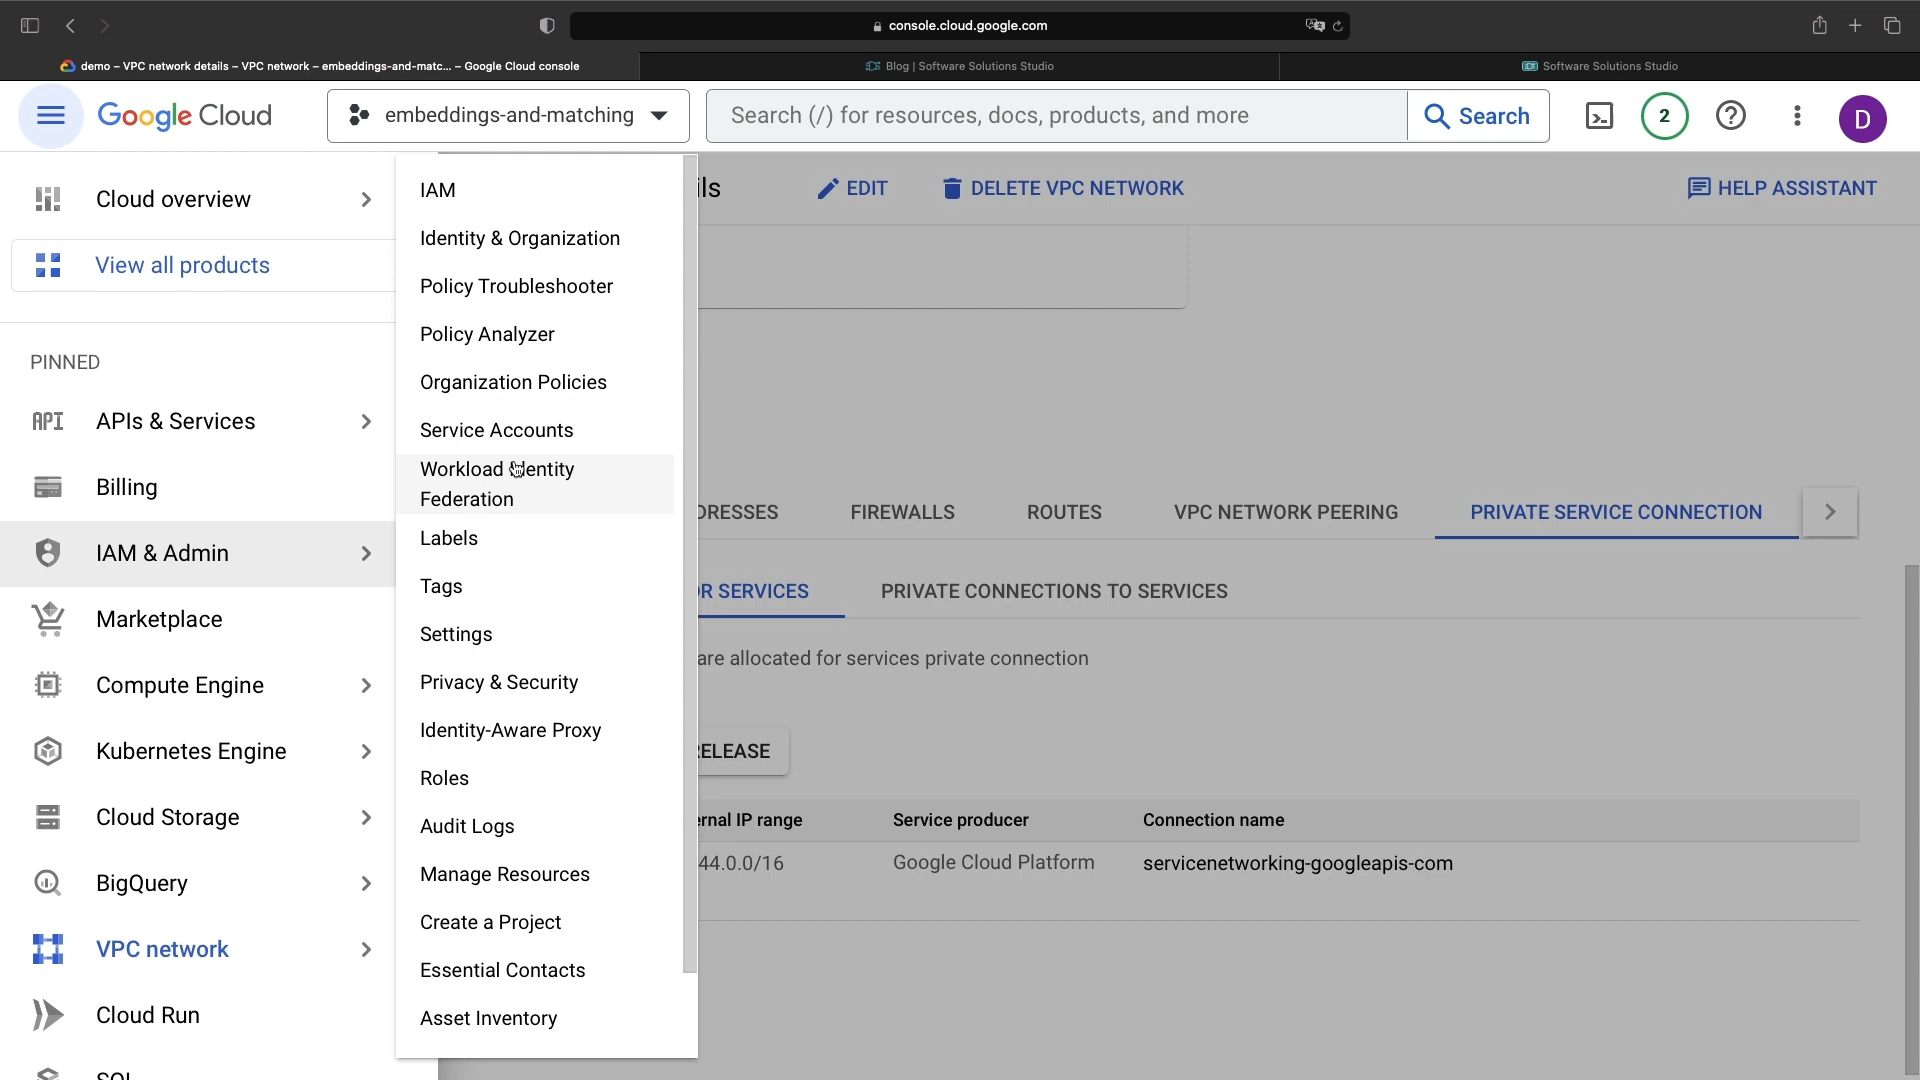 console.cloud.google.com
demo – VPC network details – VPC network – embeddings-and-matc... – Google Cloud console
Blog | Software Solutions Studio
Software Solutions Studio
Google Cloud
embeddings-and-matching
Search (/) for resources, docs, products, and more
Search
2
D
Cloud overview
View all products
PINNED
APIs & Services
Billing
IAM & Admin
Marketplace
Compute Engine
Kubernetes Engine
Cloud Storage
BigQuery
VPC network
Cloud Run
SQL
IAM
Identity & Organization
Policy Troubleshooter
Policy Analyzer
Organization Policies
Service Accounts
Workload Identity
Federation
Labels
Tags
Settings
Privacy & Security
Identity-Aware Proxy
Roles
Audit Logs
Manage Resources
Create a Project
Essential Contacts
Asset Inventory
ils
EDIT
DELETE VPC NETWORK
HELP ASSISTANT
DRESSES
FIREWALLS
ROUTES
VPC NETWORK PEERING
PRIVATE SERVICE CONNECTION
OR SERVICES
PRIVATE CONNECTIONS TO SERVICES
are allocated for services private connection
RELEASE
ernal IP range
Service producer
Connection name
44.0.0/16
Google Cloud Platform
servicenetworking-googleapis-com
API